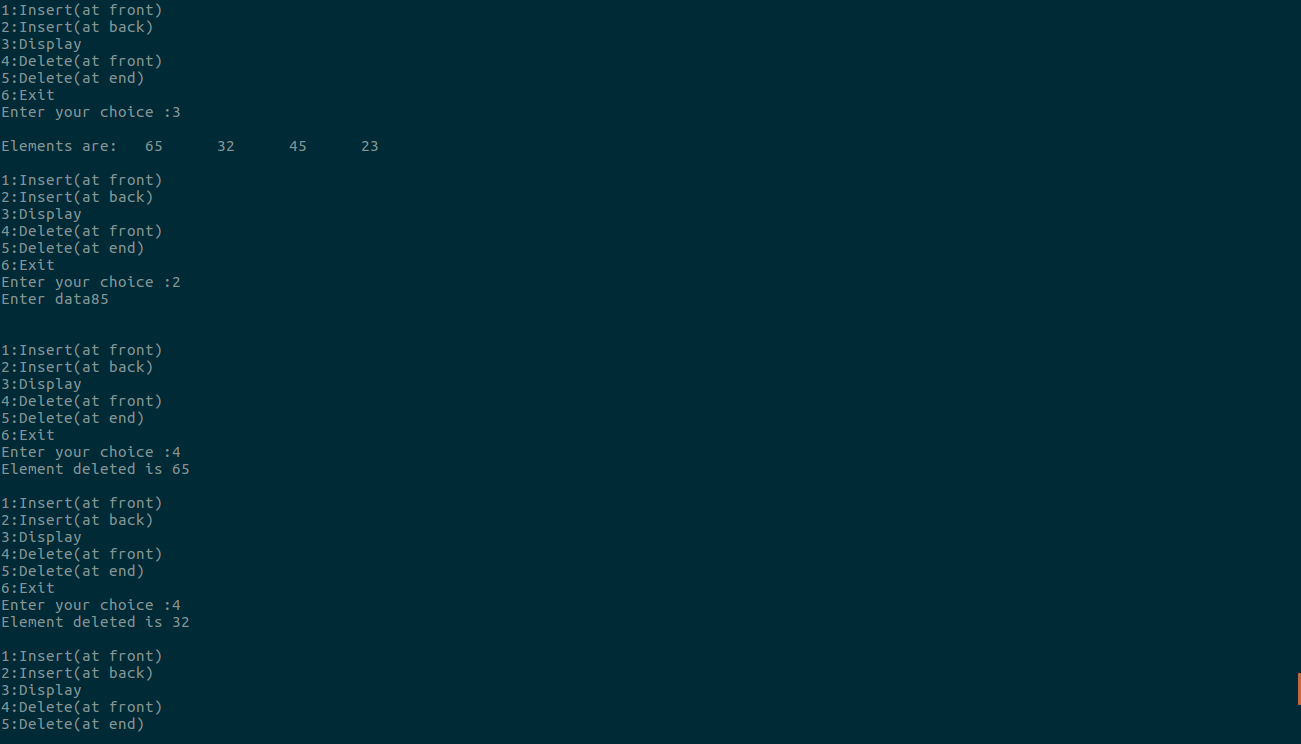 1:Insert(at front)
2:Insert(at back)
3:Display
4:Delete(at front)
5:Delete(at end)
6:Exit
Enter your choice :3
Elements are:   65      32      45      23
1:Insert(at front)
2:Insert(at back)
3:Display
4:Delete(at front)
5:Delete(at end)
6:Exit
Enter your choice :2
Enter data85
1:Insert(at front)
2:Insert(at back)
3:Display
4:Delete(at front)
5:Delete(at end)
6:Exit
Enter your choice :4
Element deleted is 65
1:Insert(at front)
2:Insert(at back)
3:Display
4:Delete(at front)
5:Delete(at end)
6:Exit
Enter your choice :4
Element deleted is 32
1:Insert(at front)
2:Insert(at back)
3:Display
4:Delete(at front)
5:Delete(at end)